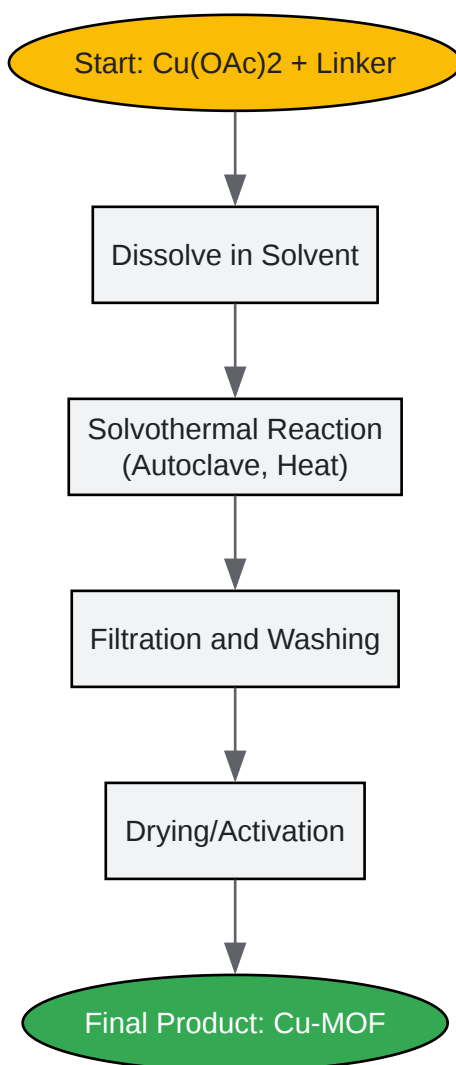 Start: Cu(OAc)2 + Linker
Dissolve in Solvent
Solvothermal Reaction
(Autoclave, Heat)
Filtration and Washing
Drying/Activation
Final Product: Cu-MOF